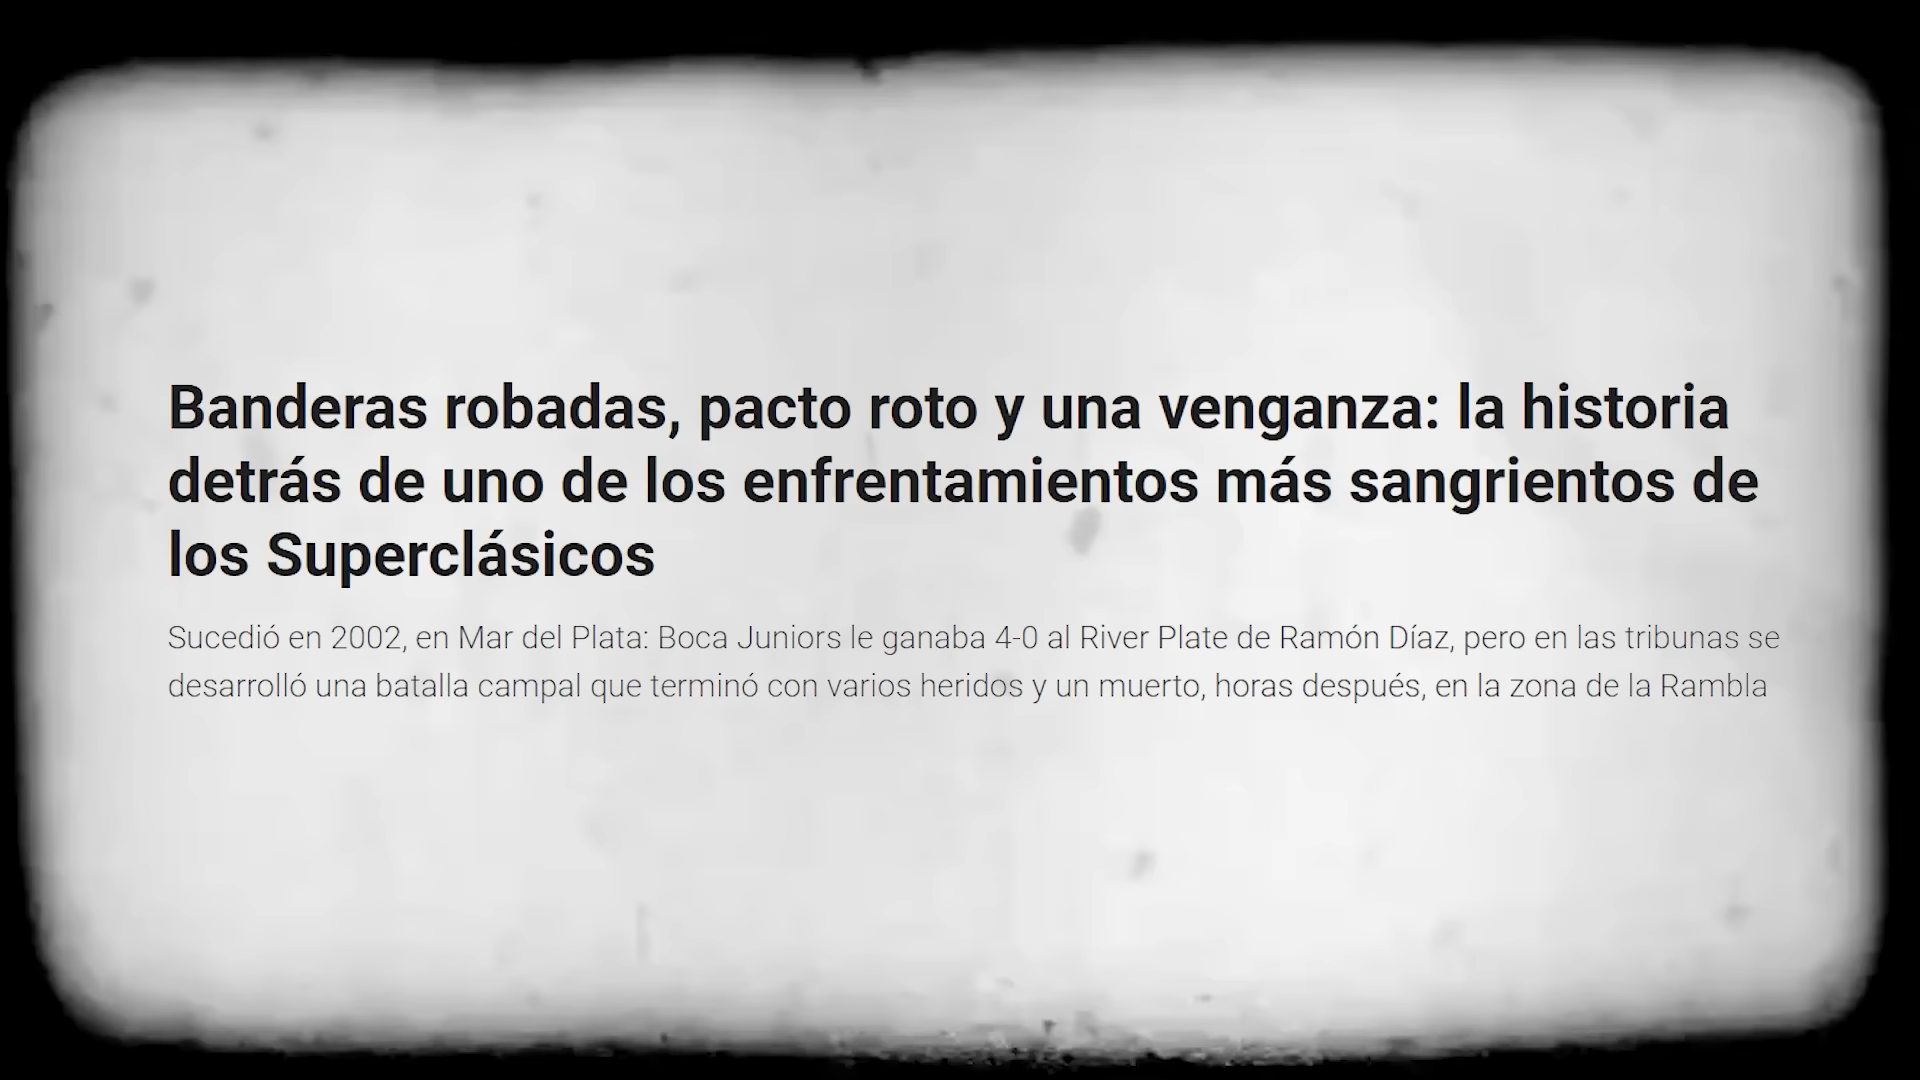 Banderas robadas, pacto roto y una venganza: la historia
detrás de uno de los enfrentamientos más sangrientos de
los Superclásicos
Sucedió en 2002, en Mar del Plata: Boca Juniors le ganaba 4-0 al River Plate de Ramón Díaz, pero en las tribunas se
desarrolló una batalla campal que terminó con varios heridos y un muerto, horas después, en la zona de la Rambla